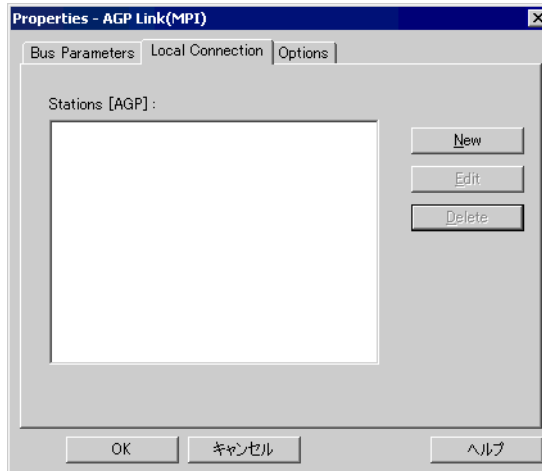 Properties - AGP Link(MPI)
Bus Parameters Local Connection Options
Stations [AGP] :
New
Edit
Delete
OK キャンセル ヘルプ